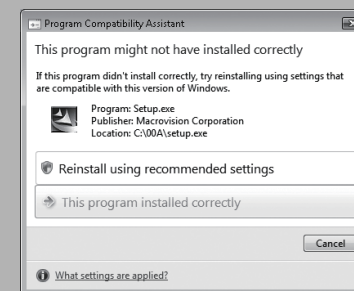 Program Compatibility Assistant
This program might not have installed correctly
If this program didn't install correctly, try reinstalling using settings that
are compatible with this version of Windows.
Program: Setup.exe
Publisher: Macrovision Corporation
Location: C:\00A\setup.exe
Reinstall using recommended settings
This program installed correctly
Cancel
What settings are applied?